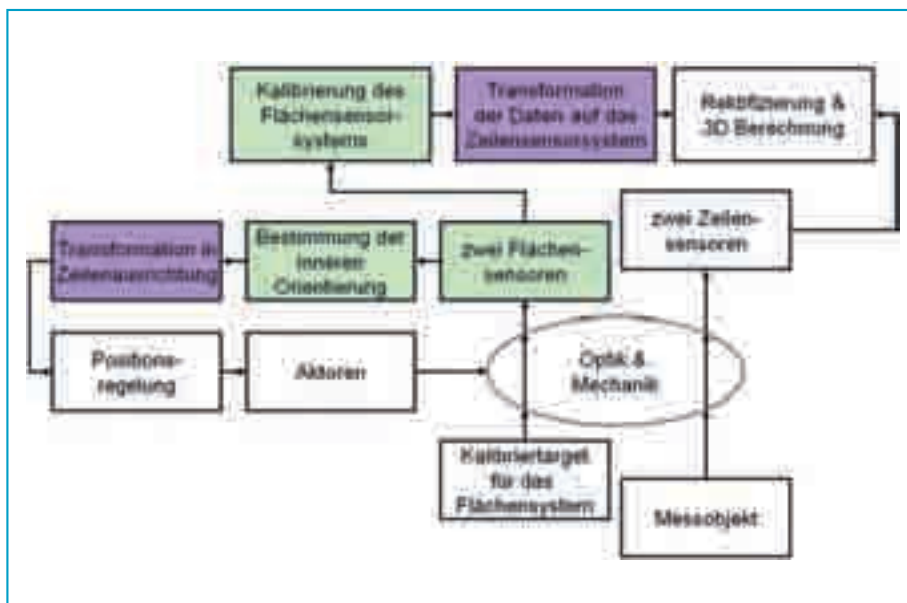 Kalibrierung des
Flächensensor-
systems
Transformation
der Daten auf das
Zeilensensorsystem
Rektifizierung &
3D Berechnung
zwei Zeilen-
sensoren
Transformation in
Zeilenausrichtung
Bestimmung der
inneren
Orientierung
zwei Flächen-
sensoren
Positions-
regelung
Aktoren
Optik &
Mechanik
Kalibriertarget
für das
Flächensystem
Messobjekt